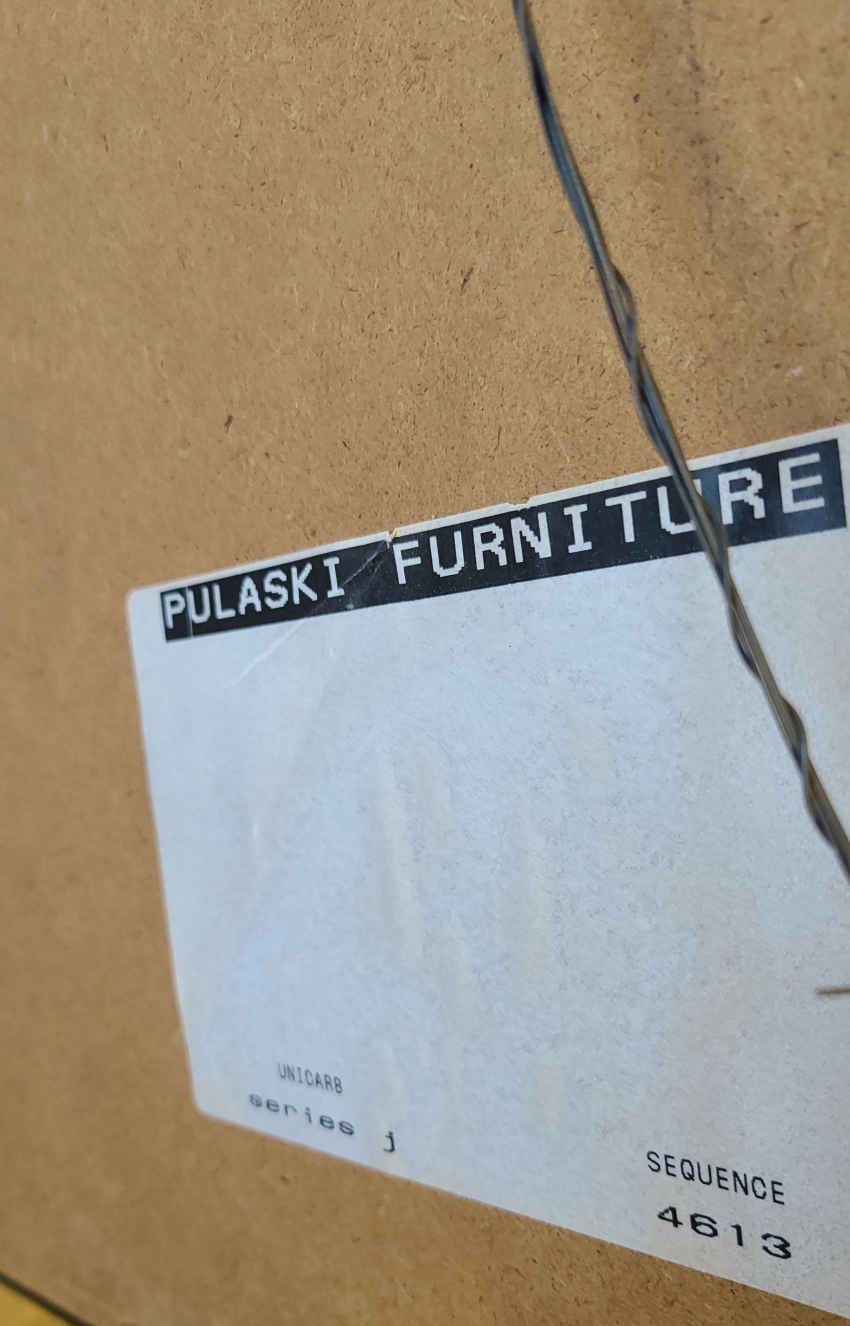 PULASKI FURNITURE
UNICARB
series j
SEQUENCE
4613